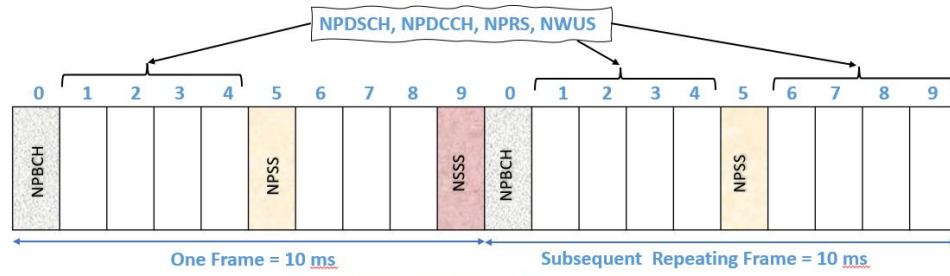 NPDSCH, NPDCCH, NPRS, NWUS
0 1 2 3 4 5 6 7 8 9 0 1 2 3 4 5 6 7 8 9
NPBCH NPSS NSSS NPBCH NPSS
One Frame = 10 ms Subsequent Repeating Frame = 10 ms